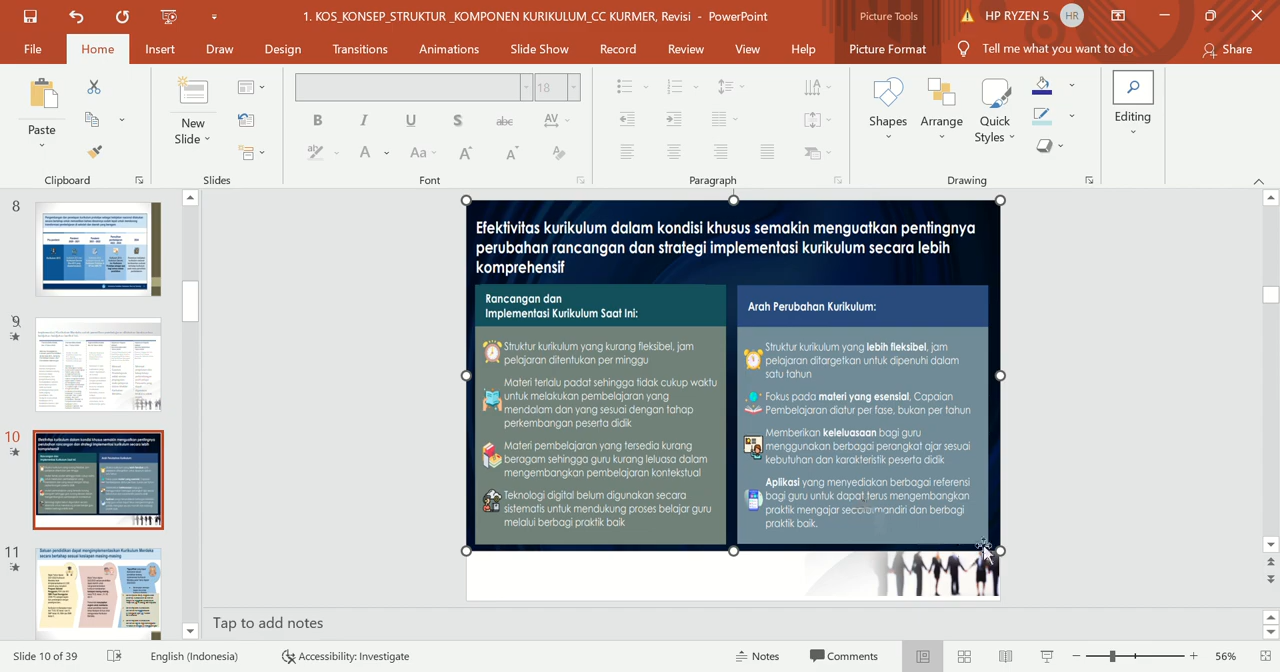 1. KOS_KONSEP_STRUKTUR _KOMPONEN KURIKULUM_CC KURMER, Revisi - PowerPoint
Picture Tools
HP RYZEN 5
HR
File
Home
Insert
Draw
Design
Transitions
Animations
Slide Show
Record
Review
View
Help
Picture Format
Tell me what you want to do
Share
Paste
Clipboard
New
Slide
Slides
18
B
I
U
S
abc
AV
ab
A
Aa
A
A
A
Font
Paragraph
Shapes
Arrange
Quick
Styles
Drawing
Editing
8
9
10
11
Efektivitas kurikulum dalam kondisi khusus semakin menguatkan pentingnya
perubahan rancangan dan strategi implementasi kurikulum secara lebih
komprehensif
Rancangan dan
Implementasi Kurikulum Saat Ini:
Struktur kurikulum yang kurang fleksibel, jam
pelajaran ditentukan per minggu
Materi terlalu padat sehingga tidak cukup waktu
untuk melakukan pembelajaran yang
mendalam dan yang sesuai dengan tahap
perkembangan peserta didik
Materi pembelajaran yang tersedia kurang
beragam sehingga guru kurang leluasa dalam
mengembangkan pembelajaran kontekstual
Teknologi digital belum digunakan secara
sistematis untuk mendukung proses belajar guru
melalui berbagi praktik baik
Arah Perubahan Kurikulum:
Struktur kurikulum yang lebih fleksibel, jam
pelajaran ditargetkan untuk dipenuhi dalam
satu tahun
Fokus pada materi yang esensial, Capaian
Pembelajaran diatur per fase, bukan per tahun
Memberikan keleluasaan bagi guru
menggunakan berbagai perangkat ajar sesuai
kebutuhan dan karakteristik peserta didik
Aplikasi yang menyediakan berbagai referensi
bagi guru untuk dapat terus mengembangkan
praktik mengajar secara mandiri dan berbagi
praktik baik.
Tap to add notes
Slide 10 of 39
English (Indonesia)
Accessibility: Investigate
Notes
Comments
56%